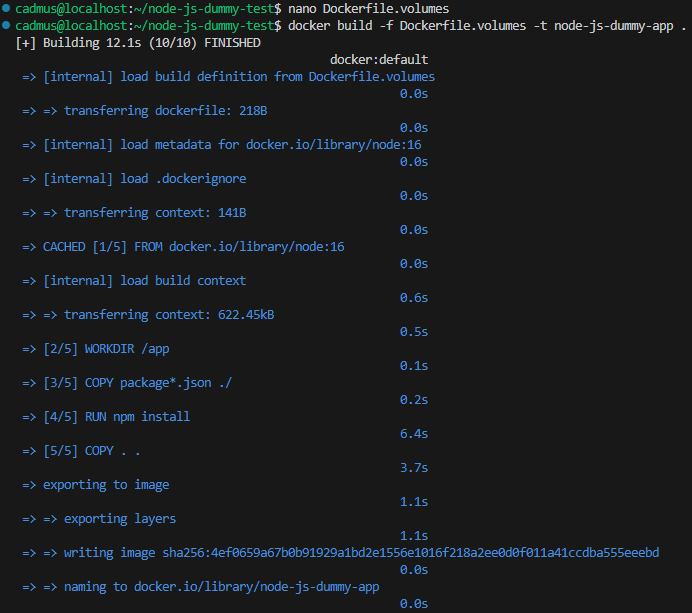 cadmus@localhost:~/node-js-dummy-test$ nano Dockerfile.volumes
cadmus@localhost:~/node-js-dummy-test$ docker build -f Dockerfile.volumes -t node-js-dummy-app .
[+] Building 12.1s (10/10) FINISHED
docker:default
=> [internal] load build definition from Dockerfile.volumes
0.0s
=> => transferring dockerfile: 218B
0.0s
=> [internal] load metadata for docker.io/library/node:16
0.0s
=> [internal] load .dockerignore
0.0s
=> => transferring context: 141B
0.0s
=> CACHED [1/5] FROM docker.io/library/node:16
0.0s
=> [internal] load build context
0.6s
=> => transferring context: 622.45kB
0.5s
=> [2/5] WORKDIR /app
0.1s
=> [3/5] COPY package*.json ./
0.2s
=> [4/5] RUN npm install
6.4s
=> [5/5] COPY . .
3.7s
=> exporting to image
1.1s
=> => exporting layers
1.1s
=> => writing image sha256:4ef0659a67b0b91929a1bd2e1556e1016f218a2ee0d0f011a41ccdba555eeebd
0.0s
=> => naming to docker.io/library/node-js-dummy-app
0.0s